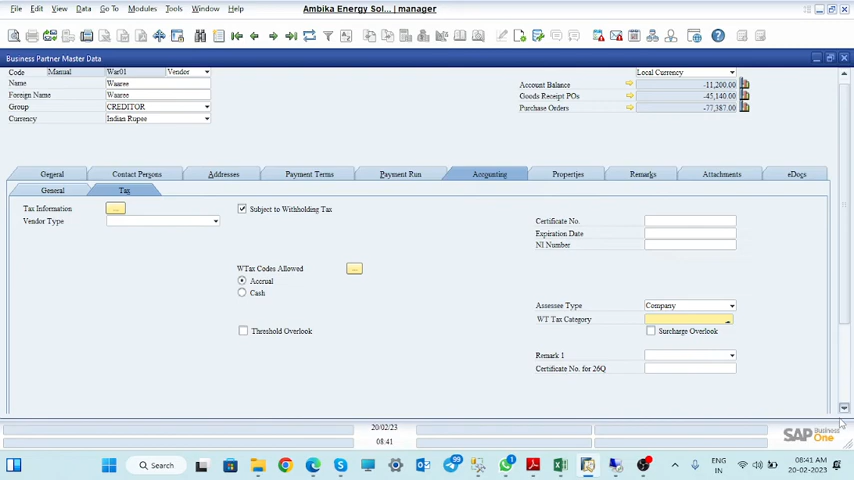 File Edit View Data Go To Modules Tools Window Help Ambika Energy Sol... | manager
Business Partner Master Data
Code Manual War01 Vendor Local Currency
Name Waaree
Foreign Name Waaree
Group CREDITOR
Currency Indian Rupee
Account Balance -11,200.00
Goods Receipt POs -45,140.00
Purchase Orders -77,387.00
General Contact Persons Addresses Payment Terms Payment Run Accounting Properties Remarks Attachments eDocs
General Tax
Tax Information ... Subject to Withholding Tax
Vendor Type Certificate No.
Expiration Date
NI Number
WTax Codes Allowed ...
Accrual
Cash
Assessee Type Company
WT Tax Category
Threshold Overlook Surcharge Overlook
Remark 1
Certificate No. for 26Q
20/02/23
08:41
SAP Business One
Search 99 1 ENG IN 08:41 AM 20-02-2023